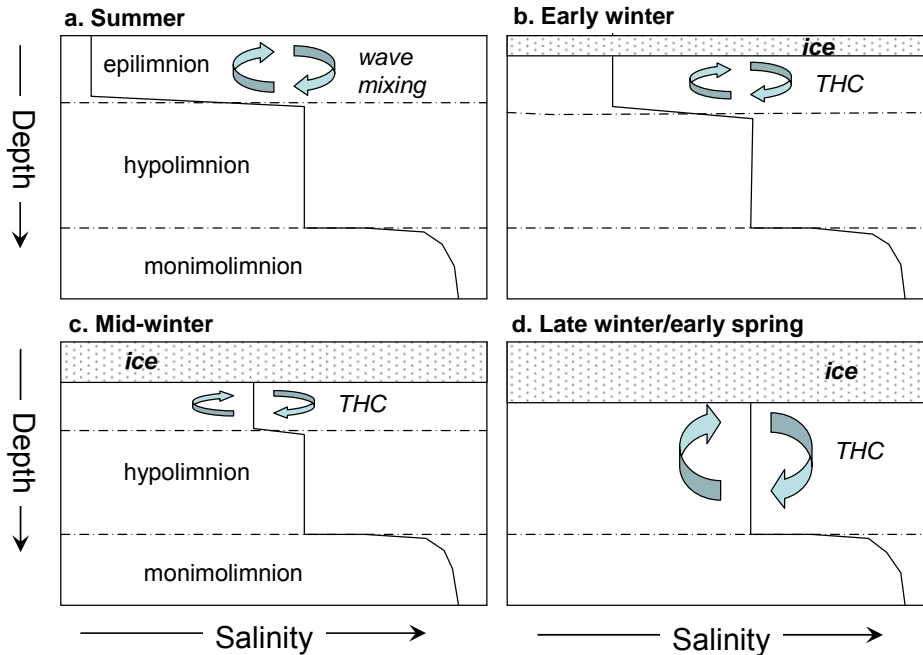 a. Summer
epilimnion
wave
mixing
hypolimnion
monimolimnion
Depth
b. Early winter
ice
THC
c. Mid-winter
ice
THC
hypolimnion
monimolimnion
Depth
Salinity
d. Late winter/early spring
ice
THC
Salinity